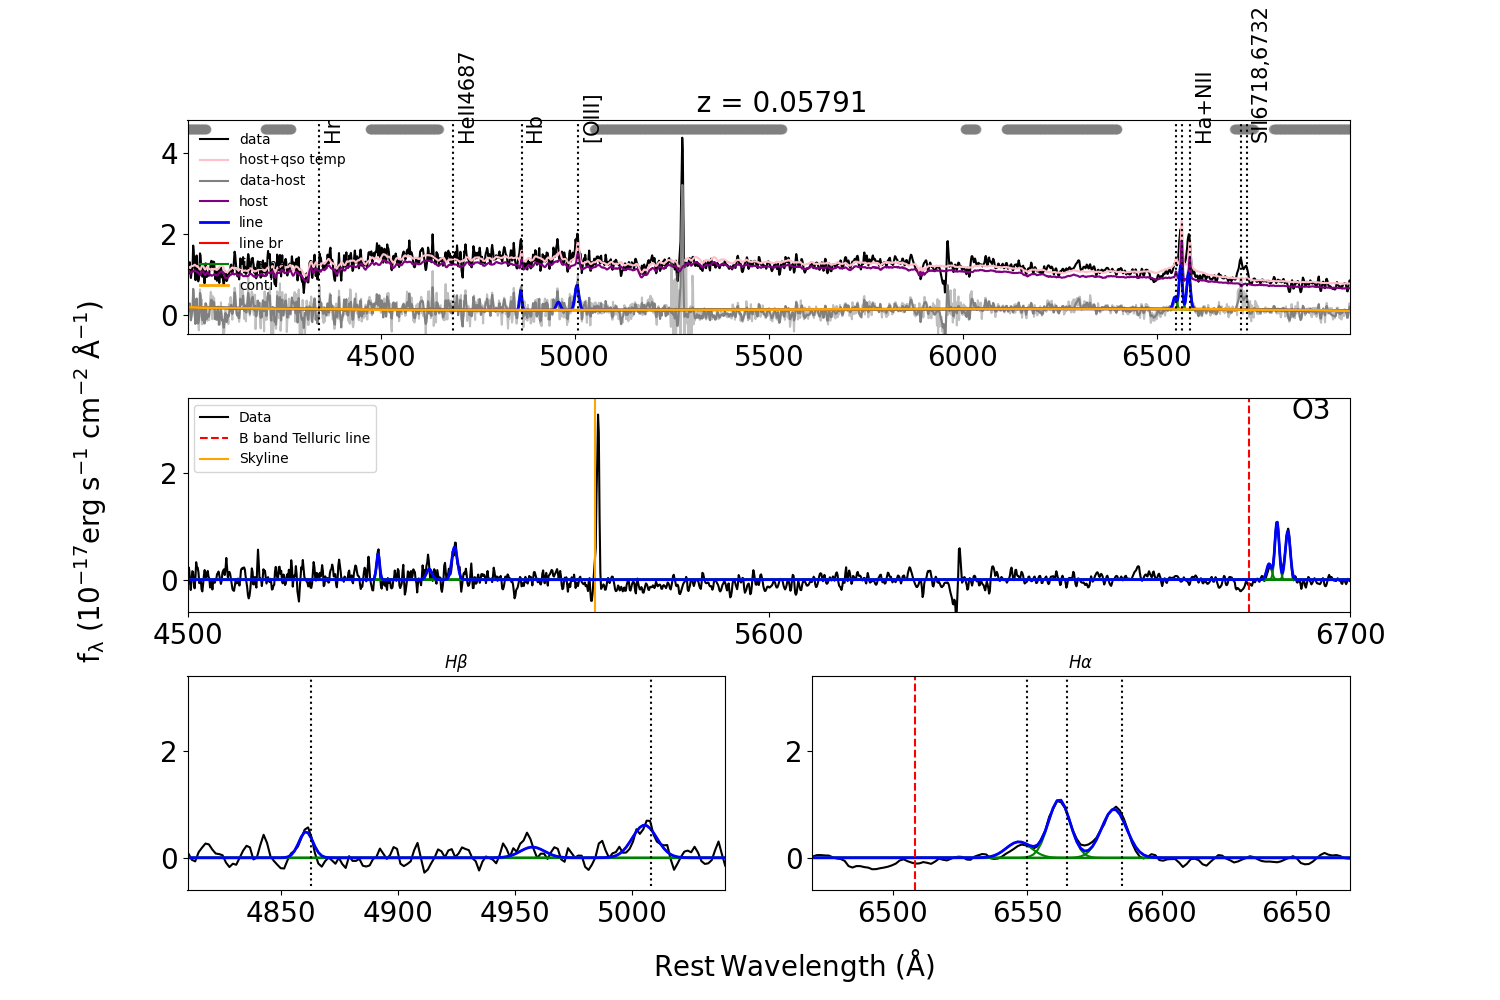 z = 0.05791
Hr
HeII4687
Hb
[OIII]
Ha+NII
SII6718,6732
data
host+qso temp
data-host
host
line
line br
conti
4
2
0
4500 5000 5500 6000 6500
Data
B band Telluric line
Skyline
O3
2
0
4500 5600 6700
fλ (10⁻¹⁷erg s⁻¹ cm⁻² Å⁻¹)
Hβ
2
0
4850 4900 4950 5000
Hα
2
0
6500 6550 6600 6650
Rest Wavelength (Å)